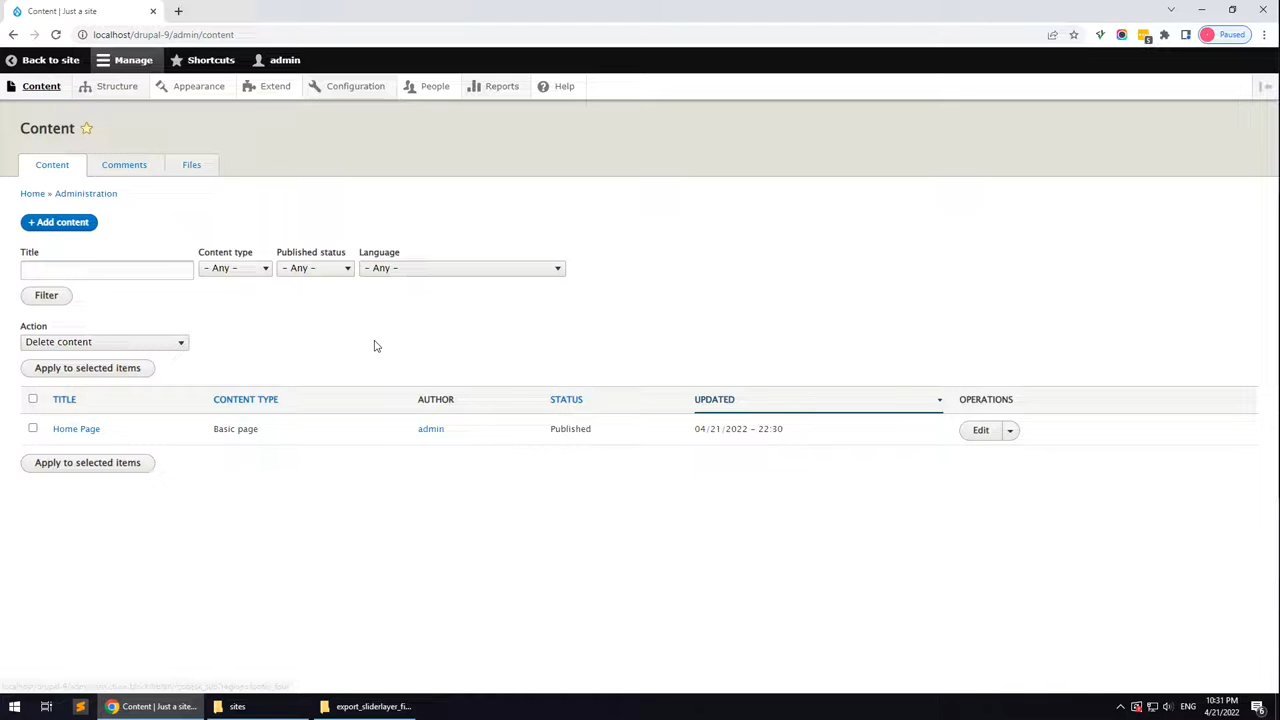 Content | Just a site
localhost/drupal-9/admin/content
5
Paused
Back to site
Manage
Shortcuts
admin
Content
Structure
Appearance
Extend
Configuration
People
Reports
Help
Content
Content
Comments
Files
Home » Administration
+ Add content
Title
Content type
Published status
Language
- Any -
- Any -
- Any -
Filter
Action
Delete content
Apply to selected items
TITLE
CONTENT TYPE
AUTHOR
STATUS
UPDATED
OPERATIONS
Home Page
Basic page
admin
Published
04/21/2022 - 22:30
Edit
Apply to selected items
Content | Just a site...
sites
export_sliderlayer_fi...
ENG
10:31 PM
4/21/2022
6